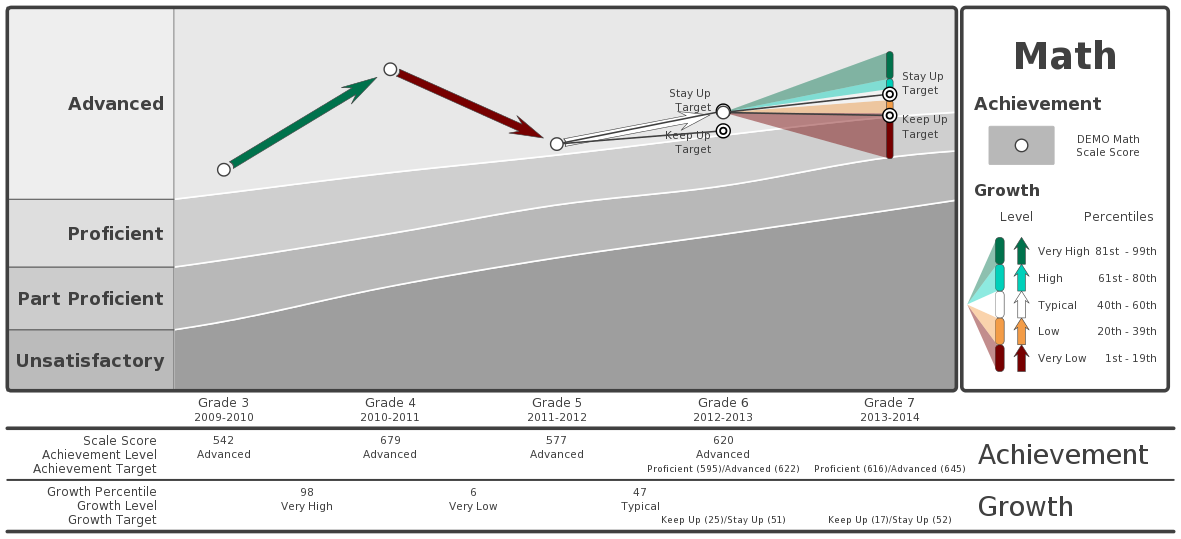 Advanced
Proficient
Part Proficient
Unsatisfactory
Stay Up
Target
Keep Up
Target
Stay Up
Target
Keep Up
Target
Math
Achievement
DEMO Math
Scale Score
Growth
Level Percentiles
Very High 81st - 99th
High 61st - 80th
Typical 40th - 60th
Low 20th - 39th
Very Low 1st - 19th
Grade 3 Grade 4 Grade 5 Grade 6 Grade 7
2009-2010 2010-2011 2011-2012 2012-2013 2013-2014
Scale Score 542 679 577 620
Achievement Level Advanced Advanced Advanced Advanced
Achievement Target Proficient (595)/Advanced (622) Proficient (616)/Advanced (645)
Achievement
Growth Percentile 98 6 47
Growth Level Very High Very Low Typical
Growth Target Keep Up (25)/Stay Up (51) Keep Up (17)/Stay Up (52)
Growth